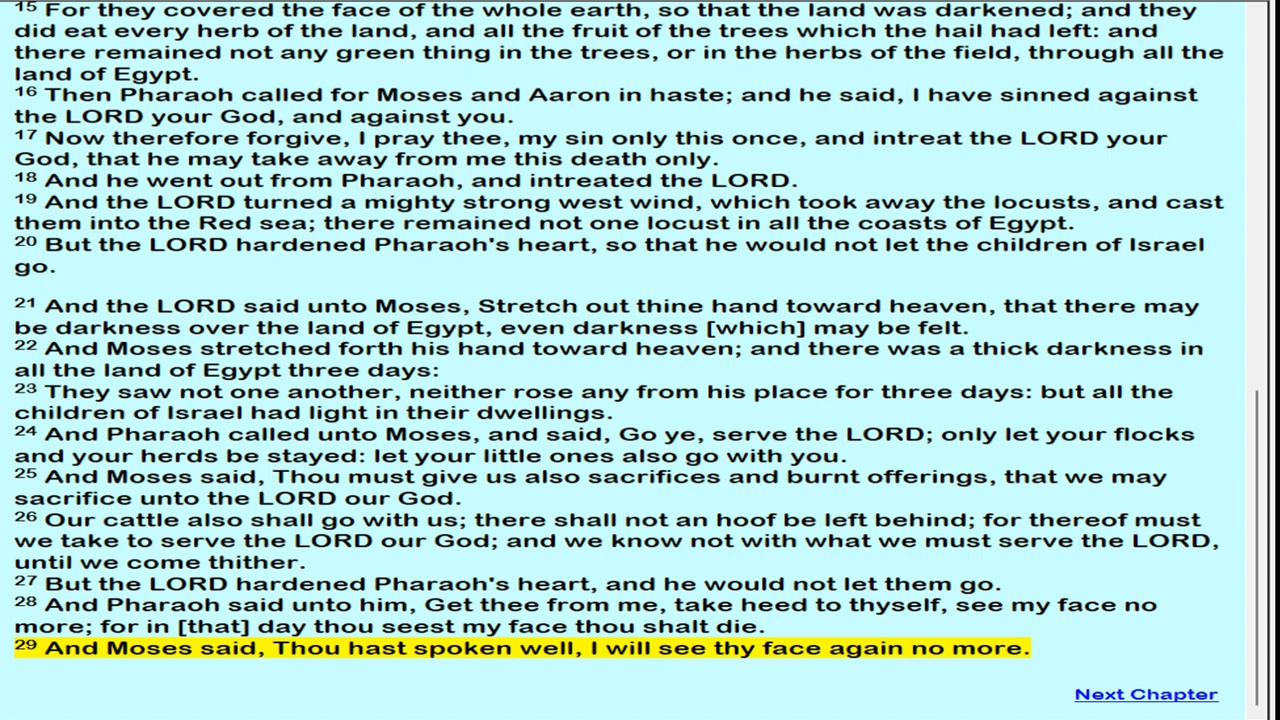 15 For they covered the face of the whole earth, so that the land was darkened; and they
did eat every herb of the land, and all the fruit of the trees which the hail had left: and
there remained not any green thing in the trees, or in the herbs of the field, through all the
land of Egypt.
16 Then Pharaoh called for Moses and Aaron in haste; and he said, I have sinned against
the LORD your God, and against you.
17 Now therefore forgive, I pray thee, my sin only this once, and intreat the LORD your
God, that he may take away from me this death only.
18 And he went out from Pharaoh, and intreated the LORD.
19 And the LORD turned a mighty strong west wind, which took away the locusts, and cast
them into the Red sea; there remained not one locust in all the coasts of Egypt.
20 But the LORD hardened Pharaoh's heart, so that he would not let the children of Israel
go.
21 And the LORD said unto Moses, Stretch out thine hand toward heaven, that there may
be darkness over the land of Egypt, even darkness [which] may be felt.
22 And Moses stretched forth his hand toward heaven; and there was a thick darkness in
all the land of Egypt three days:
23 They saw not one another, neither rose any from his place for three days: but all the
children of Israel had light in their dwellings.
24 And Pharaoh called unto Moses, and said, Go ye, serve the LORD; only let your flocks
and your herds be stayed: let your little ones also go with you.
25 And Moses said, Thou must give us also sacrifices and burnt offerings, that we may
sacrifice unto the LORD our God.
26 Our cattle also shall go with us; there shall not an hoof be left behind; for thereof must
we take to serve the LORD our God; and we know not with what we must serve the LORD,
until we come thither.
27 But the LORD hardened Pharaoh's heart, and he would not let them go.
28 And Pharaoh said unto him, Get thee from me, take heed to thyself, see my face no
more; for in [that] day thou seest my face thou shalt die.
29 And Moses said, Thou hast spoken well, I will see thy face again no more.
Next Chapter